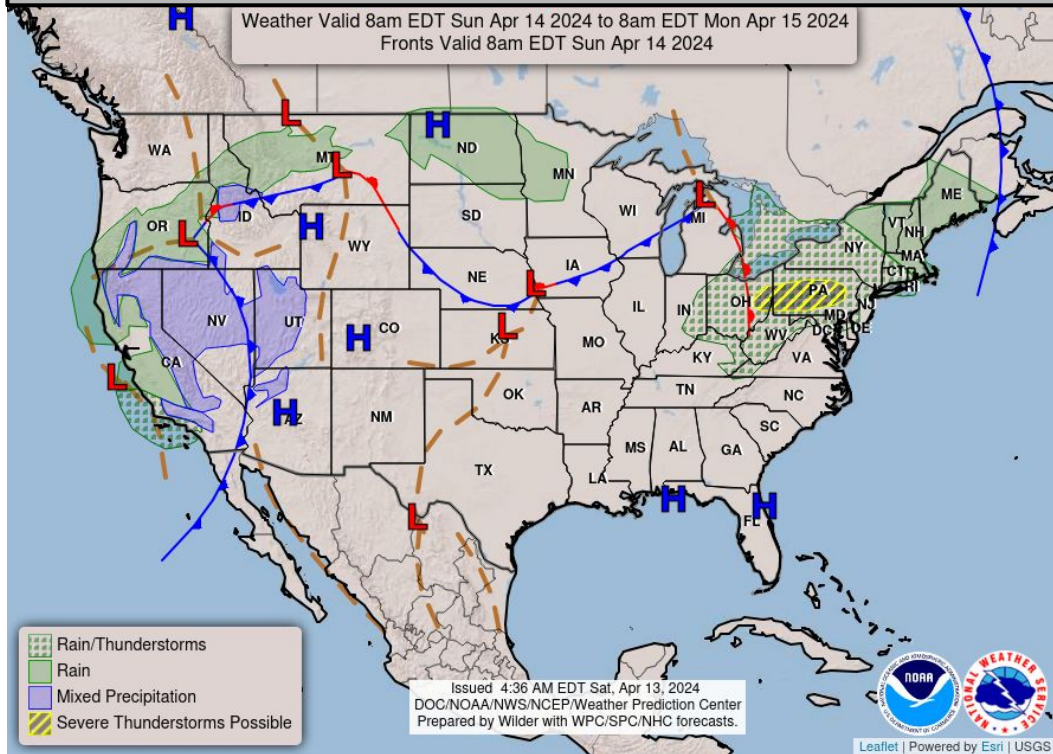 Weather Valid 8am EDT Sun Apr 14 2024 to 8am EDT Mon Apr 15 2024
Fronts Valid 8am EDT Sun Apr 14 2024
H
L
H
WA
MT
L
ND
MN
ME
OR
ID
L
H
SD
WI
L
MI
VT
NH
NY
MA
CT
RI
WY
NE
L
IA
PA
OH
NJ
NV
UT
H
CO
L
KS
IL
IN
MD
DE
WV
DC
CA
MO
KY
VA
L
H
AZ
NM
OK
AR
TN
NC
SC
MS
AL
GA
TX
LA
H
H
FL
L
Rain/Thunderstorms
Rain
Mixed Precipitation
Severe Thunderstorms Possible
Issued 4:36 AM EDT Sat, Apr 13, 2024
DOC/NOAA/NWS/NCEP/Weather Prediction Center
Prepared by Wilder with WPC/SPC/NHC forecasts.
NOAA
NATIONAL WEATHER SERVICE
Leaflet | Powered by Esri | USGS